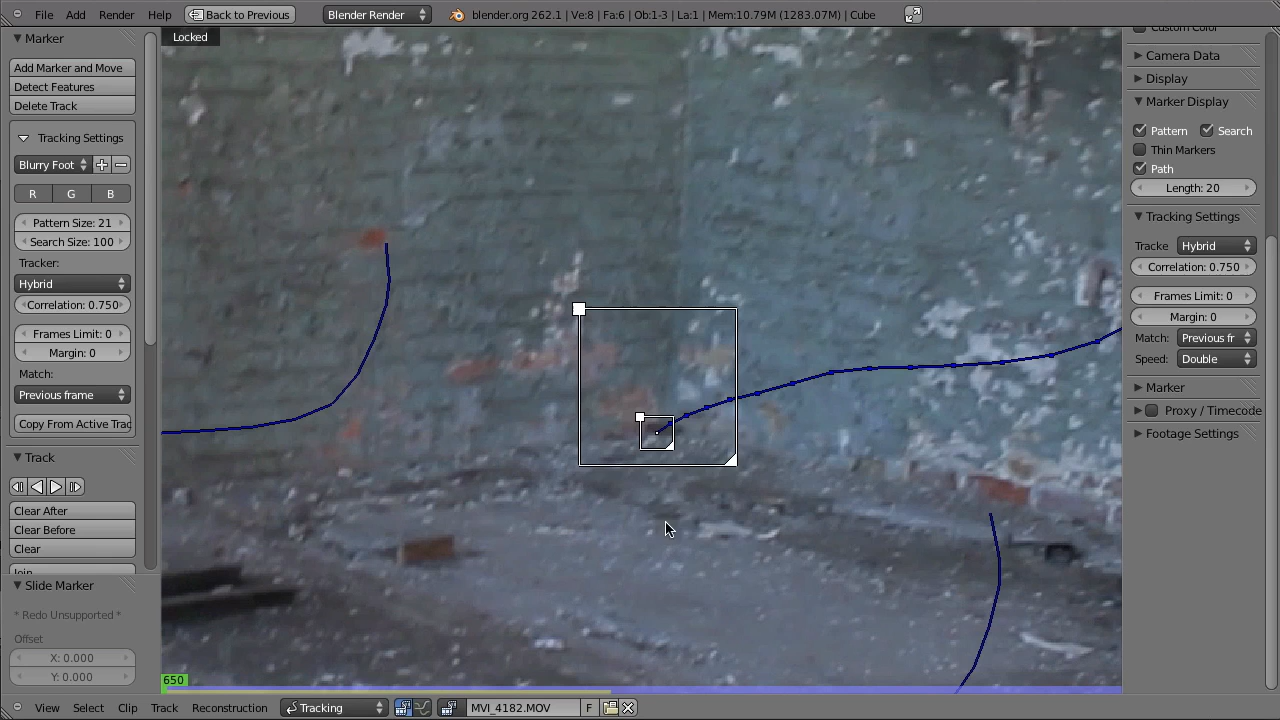 File Render Window Help Back to Previous Blender Render blender.org 262.1 | Ve:8 | Fa:6 | Ob:1-3 | La:1 | Mem:10.79M (1283.07M) | Cube
Marker
Add Marker and Move
Detect Features
Delete Track
Tracking Settings
Blurry Foot
R G B
Pattern Size: 21
Search Size: 100
Tracker:
Hybrid
Correlation: 0.750
Frames Limit: 0
Margin: 0
Match:
Previous frame
Copy From Active Trac
Track
Clear After
Clear Before
Clear
Join
Slide Marker
* Redo Unsupported *
Offset
X: 0.000
Y: 0.000
Locked
650
Custom Color
Camera Data
Display
Marker Display
Pattern Search
Thin Markers
Path
Length: 20
Tracking Settings
Tracke Hybrid
Correlation: 0.750
Frames Limit: 0
Margin: 0
Match: Previous fr
Speed: Double
Marker
Proxy / Timecode
Footage Settings
View Select Clip Track Reconstruction Tracking MVI_4182.MOV F